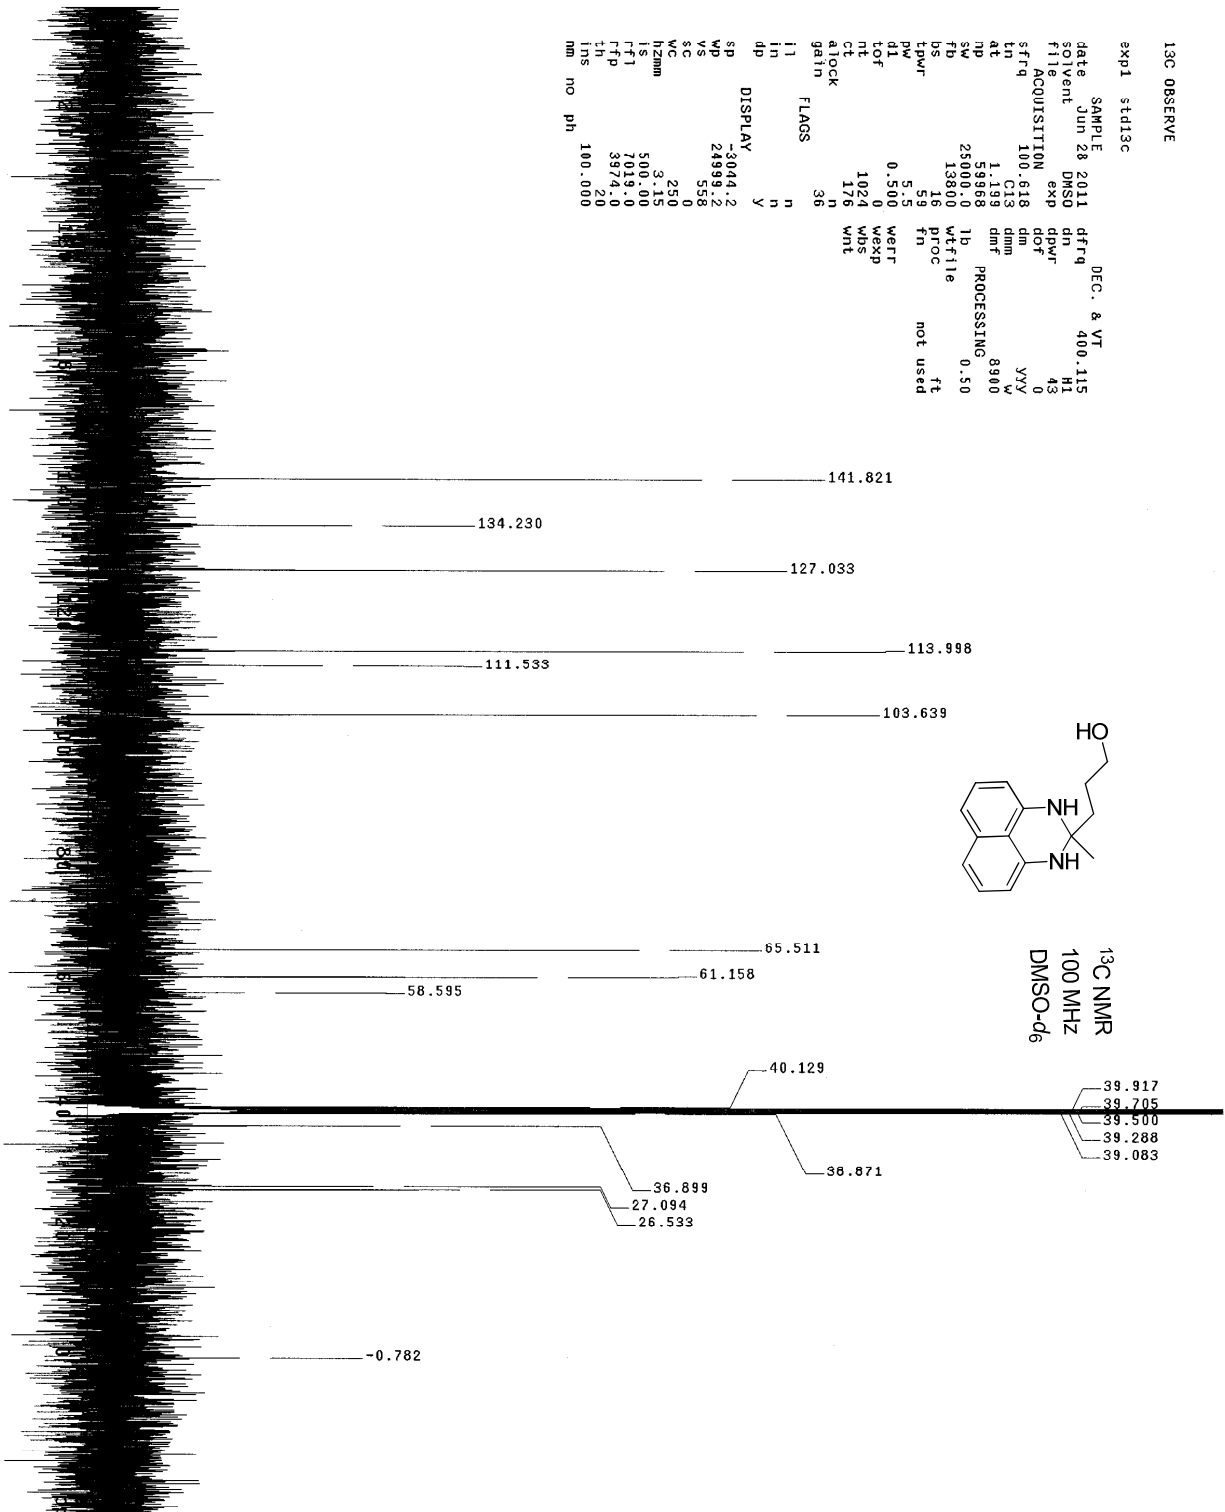 13C OBSERVE
exp1 std13c
SAMPLE
date Jun 28 2011
solvent DMSO
file exp
ACQUISITION
sfrq 100.618
tn C13
at 1.199
np 59968
sw 25000.0
fb 13800
bs 16
tpwr 59
pw 5.5
d1 0.500
tof 0
nt 1024
ct 176
alock n
gain 36
FLAGS
il n
in n
dp y
DISPLAY
sp -3044.2
wp 24999.2
vs 558
sc 0
wc 250
hzmm 3.15
is 500.00
rfl 7019.0
rfp 3974.0
th 20
ins 100.000
nm no ph
DEC. & VT
dfrq 400.115
dn H1
dpwr 43
dof 0
dm yyy
dmm w
dmf 8900
PROCESSING
lb 0.50
wtfile
proc ft
fn not used
werr
wexp
wbs
wnt
141.821
134.230
127.033
113.998
111.533
103.639
65.511
61.158
58.595
40.129
39.917
39.705
39.500
39.288
39.083
38.871
36.899
27.094
26.533
-0.782
HO
NH
NH
13C NMR
100 MHz
DMSO-d6